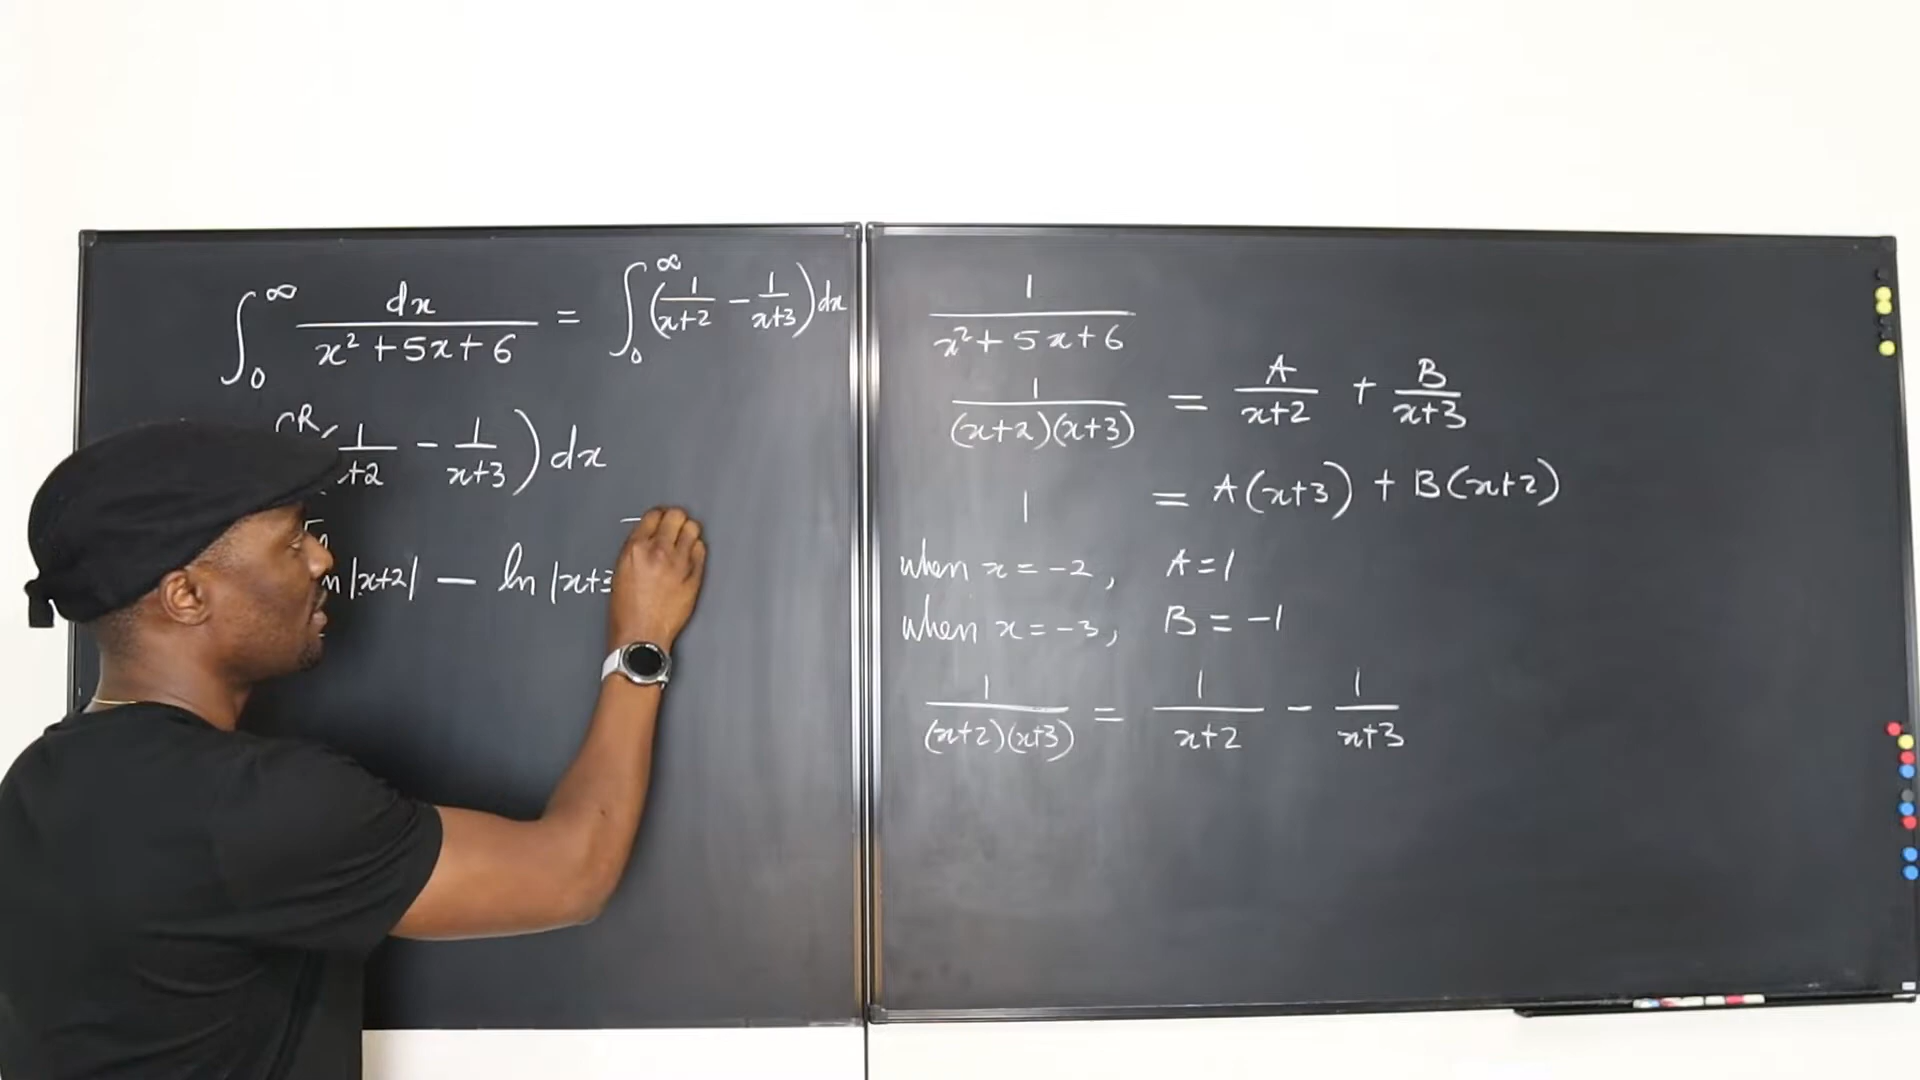 ∫₀^∞ dx / (x² + 5x + 6) = ∫₀^∞ (1/(x+2) − 1/(x+3)) dx
R 1/+2 − 1/(x+3)) dx
n |x+2| − ln |x+3
1 / (x² + 5x + 6)
1 / ((x+2)(x+3)) = A/(x+2) + B/(x+3)
1 = A(x+3) + B(x+2)
when x = −2, A = 1
when x = −3, B = −1
1 / ((x+2)(x+3)) = 1/(x+2) − 1/(x+3)